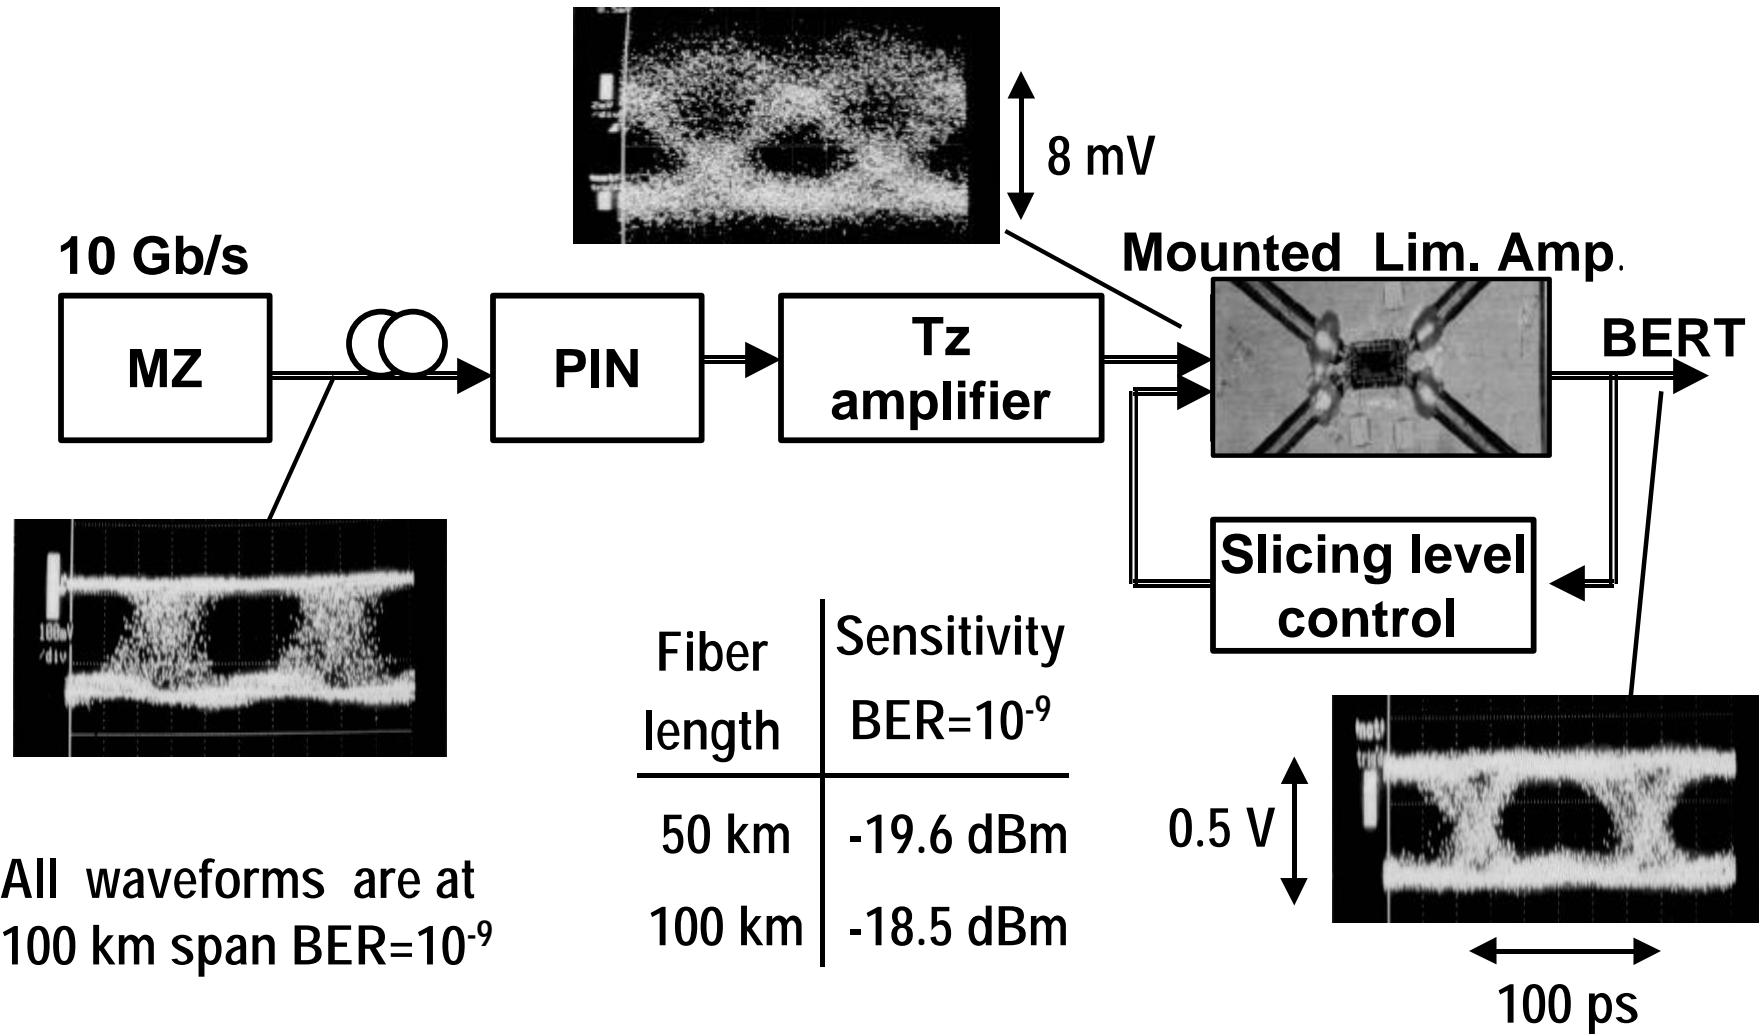 8 mV
10 Gb/s
Mounted Lim. Amp.
MZ
PIN
Tz
amplifier
BERT
Slicing level
control
100mV
/div
Fiber
length
Sensitivity
BER=10⁻⁹
50 km
-19.6 dBm
100 km
-18.5 dBm
0.5 V
100 ps
All waveforms are at
100 km span BER=10⁻⁹